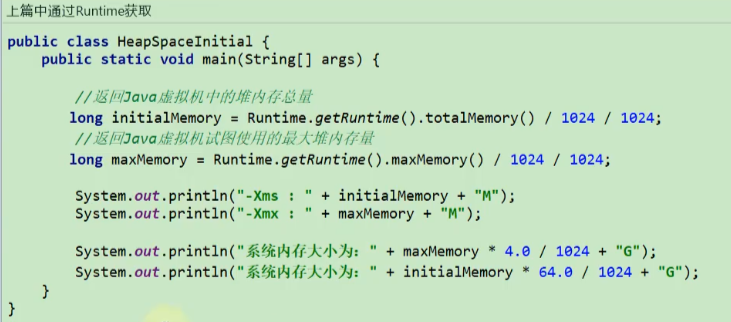 上篇中通过Runtime获取
public class HeapSpaceInitial {
public static void main(String[] args) {
//返回Java虚拟机中的堆内存总量
long initialMemory = Runtime.getRuntime().totalMemory() / 1024 / 1024;
//返回Java虚拟机试图使用的最大堆内存量
long maxMemory = Runtime.getRuntime().maxMemory() / 1024 / 1024;
System.out.println("-Xms : " + initialMemory + "M");
System.out.println("-Xmx : " + maxMemory + "M");
System.out.println("系统内存大小为: " + maxMemory * 4.0 / 1024 + "G");
System.out.println("系统内存大小为: " + initialMemory * 64.0 / 1024 + "G");
}
}